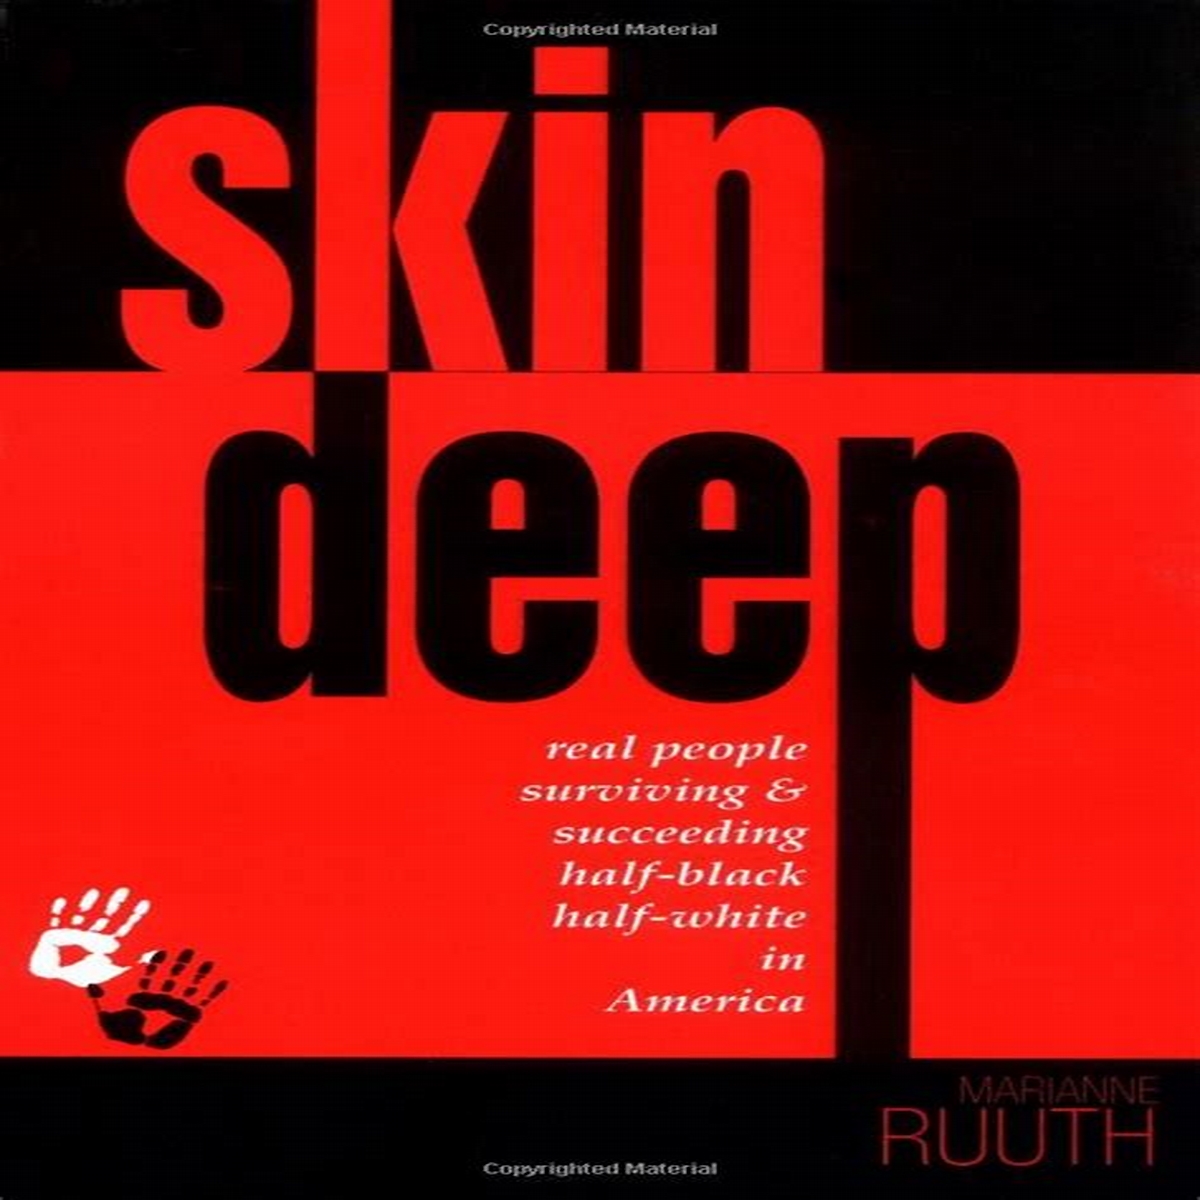 Copyrighted Material
skin
deep
real people
surviving &
succeeding
half-black
half-white
in
America
MARIANNE
RUUTH
Copyrighted Material